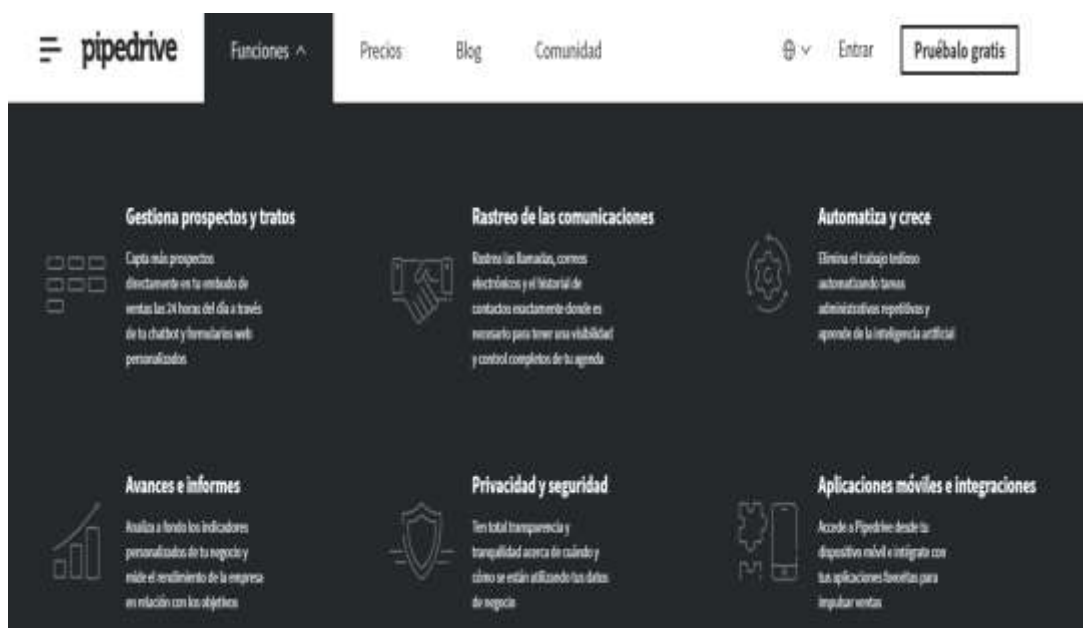 pipedrive
Funciones
Precios
Blog
Comunidad
Entrar
Pruébalo gratis
Gestiona prospectos y tratos
Capta más prospectos
directamente en tu embudo de
ventas las 24 horas del día a través
de tu chatbot y formularios web
personalizados
Rastreo de las comunicaciones
Rastrea las llamadas, correos
electrónicos y el historial de
contactos exactamente donde es
necesario para tener una visibilidad
y control completos de tu agenda
Automatiza y crece
Elimina el trabajo tedioso
automatizando tareas
administrativas repetitivas y
aprende de la inteligencia artificial
Avances e informes
Analiza a fondo los indicadores
personalizados de tu negocio y
mide el rendimiento de la empresa
en relación con los objetivos
Privacidad y seguridad
Ten total transparencia y
tranquilidad acerca de cuándo y
cómo se están utilizando tus datos
de negocio
Aplicaciones móviles e integraciones
Accede a Pipedrive desde tu
dispositivo móvil e intégrate con
tus aplicaciones favoritas para
impulsar ventas